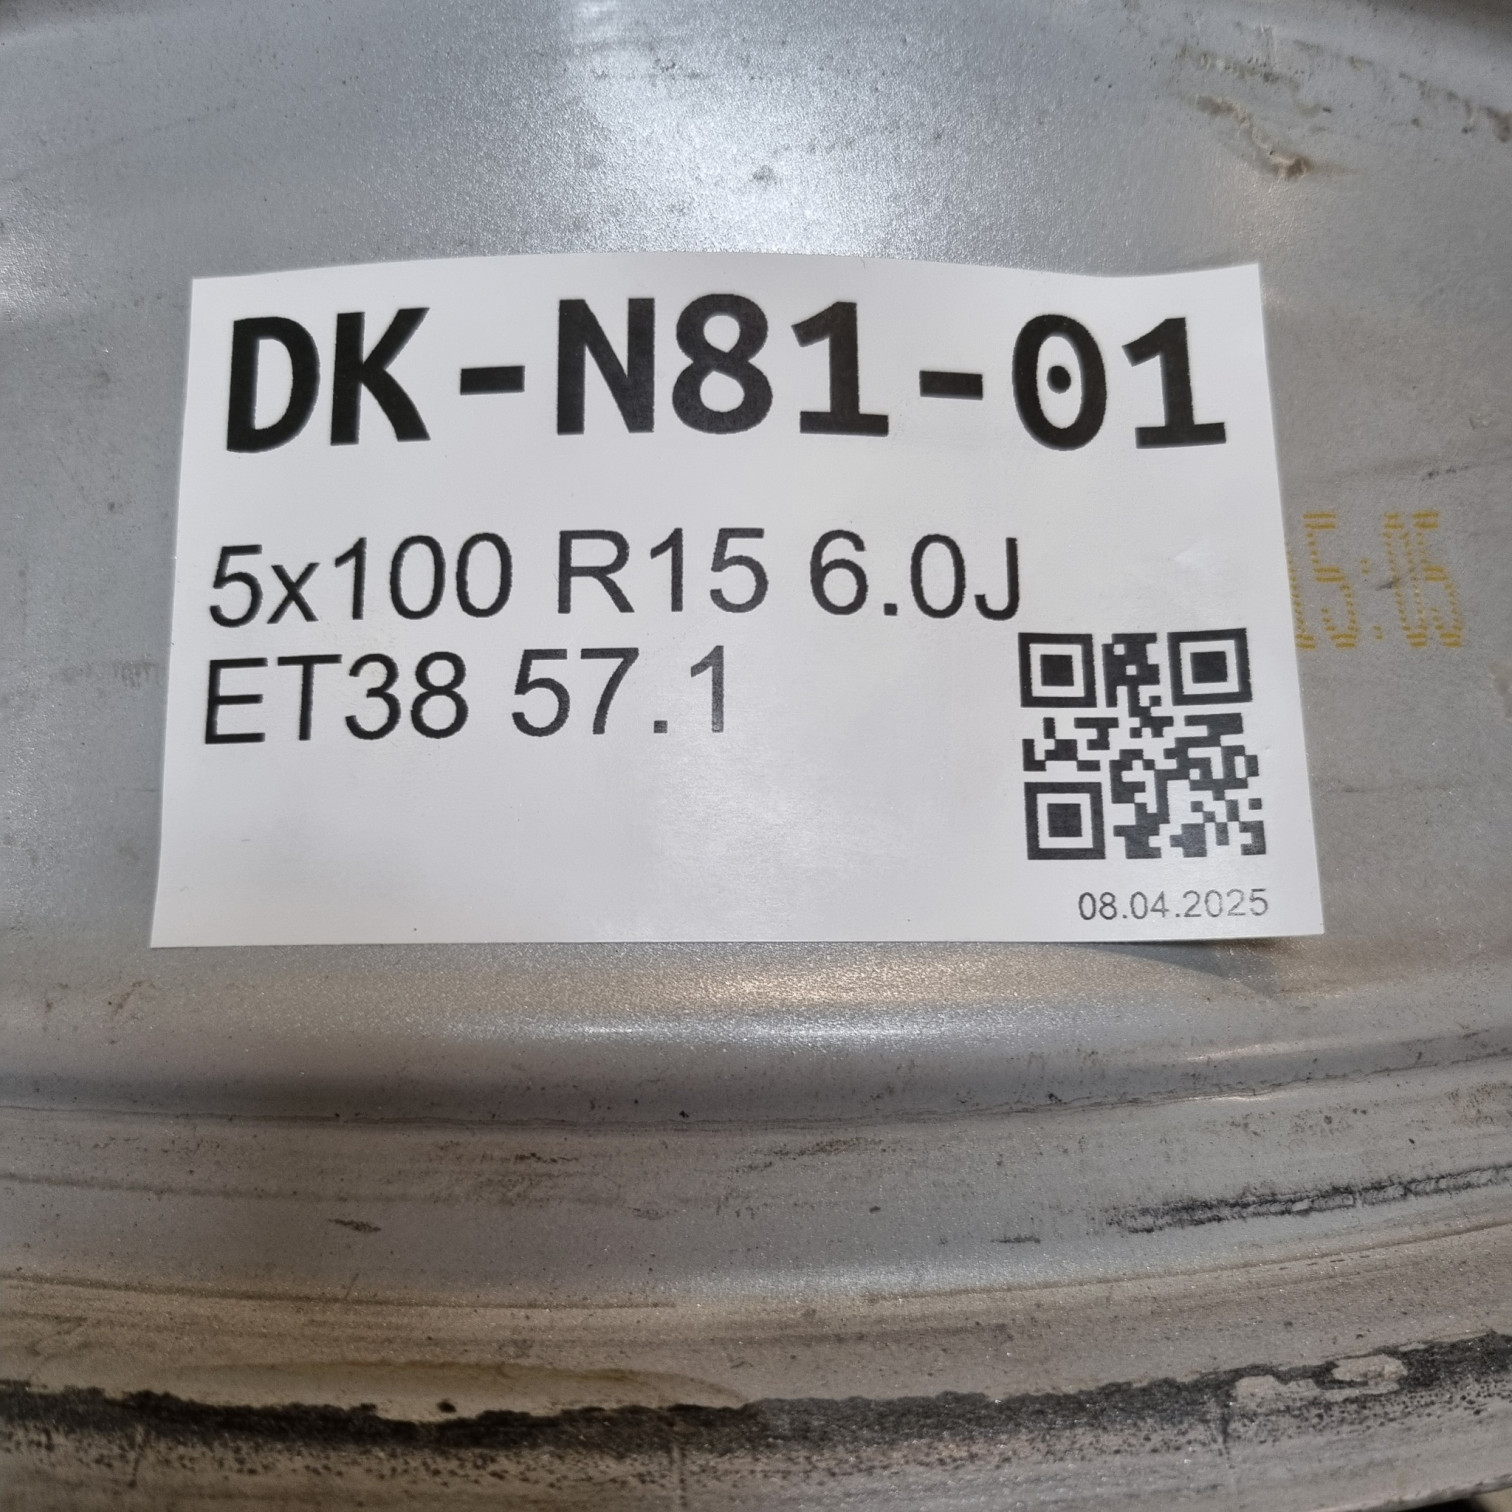 DK-N81-01
5x100 R15 6.0J
ET38 57.1
08.04.2025